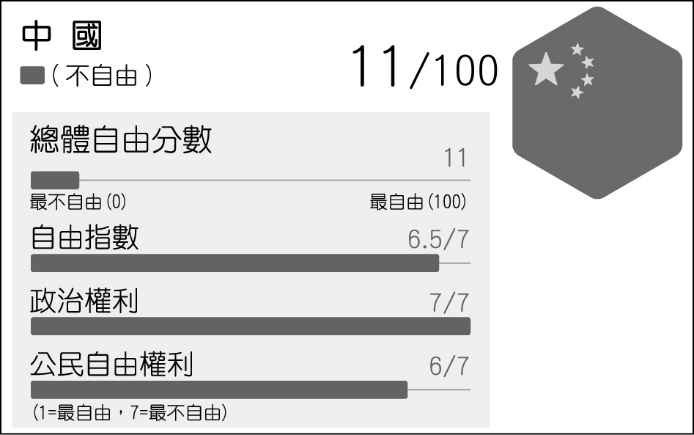 中 國
(不自由)
11/100
總體自由分數
11
最不自由(0) 最自由(100)
自由指數 6.5/7
政治權利 7/7
公民自由權利 6/7
(1=最自由，7=最不自由)